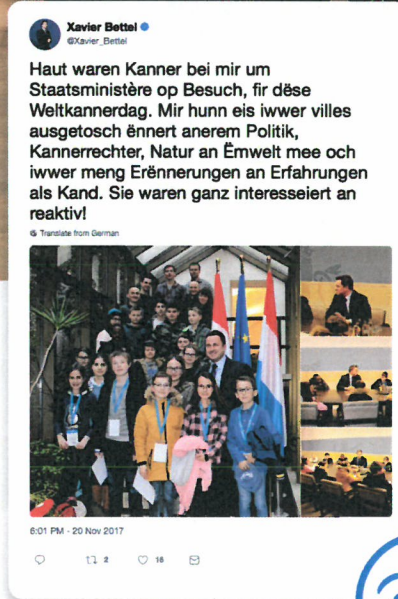 Xavier Bettel
@Xavier_Bettel
Haut waren Kanner bei mir um
Staatsministère op Besuch, fir dëse
Weltkannerdag. Mir hunn eis iwwer villes
ausgetosch ënnert anerem Politik,
Kannerrechter, Natur an Ëmwelt mee och
iwwer meng Erënnerungen an Erfahrungen
als Kand. Sie waren ganz interesseiert an
reaktiv!
Translate from German
6:01 PM - 20 Nov 2017
2
16